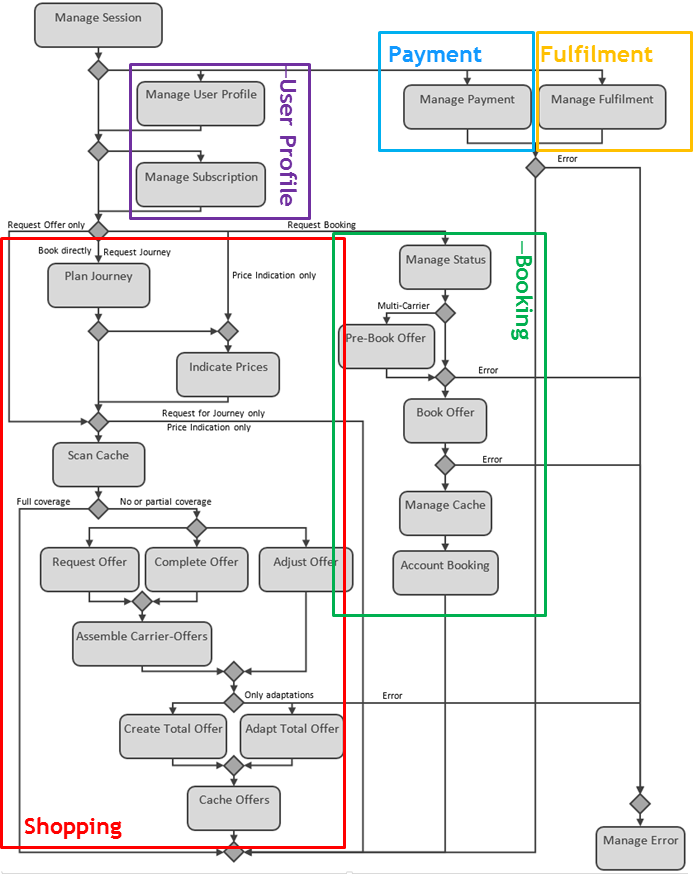 Manage Session
Payment
Fulfilment
Manage User Profile
Manage Payment
Manage Fulfilment
User Profile
Error
Manage Subscription
Request Offer only
Request Booking
Book directly
Request Journey
Manage Status
Booking
Plan Journey
Price Indication only
Multi-Carrier
Pre-Book Offer
Indicate Prices
Error
Book Offer
Request for Journey only
Price Indication only
Scan Cache
Error
Full coverage
No or partial coverage
Manage Cache
Request Offer
Complete Offer
Adjust Offer
Account Booking
Assemble Carrier-Offers
Only adaptations
Error
Create Total Offer
Adapt Total Offer
Cache Offers
Shopping
Manage Error